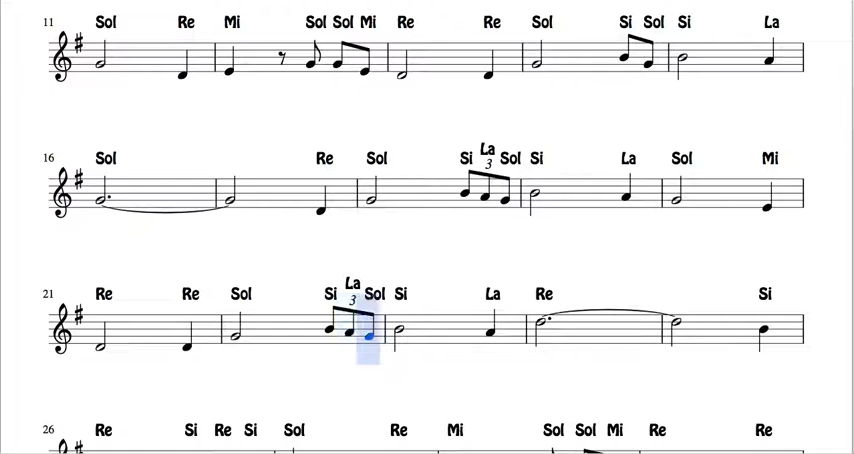 11 Sol Re Mi Sol Sol Mi Re Re Sol Si Sol Si La
16 Sol Re Sol Si La Sol Si La Sol Mi
3
21 Re Re Sol Si La Sol Si La Re Si
3
26 Re Si Re Si Sol Re Mi Sol Sol Mi Re Re